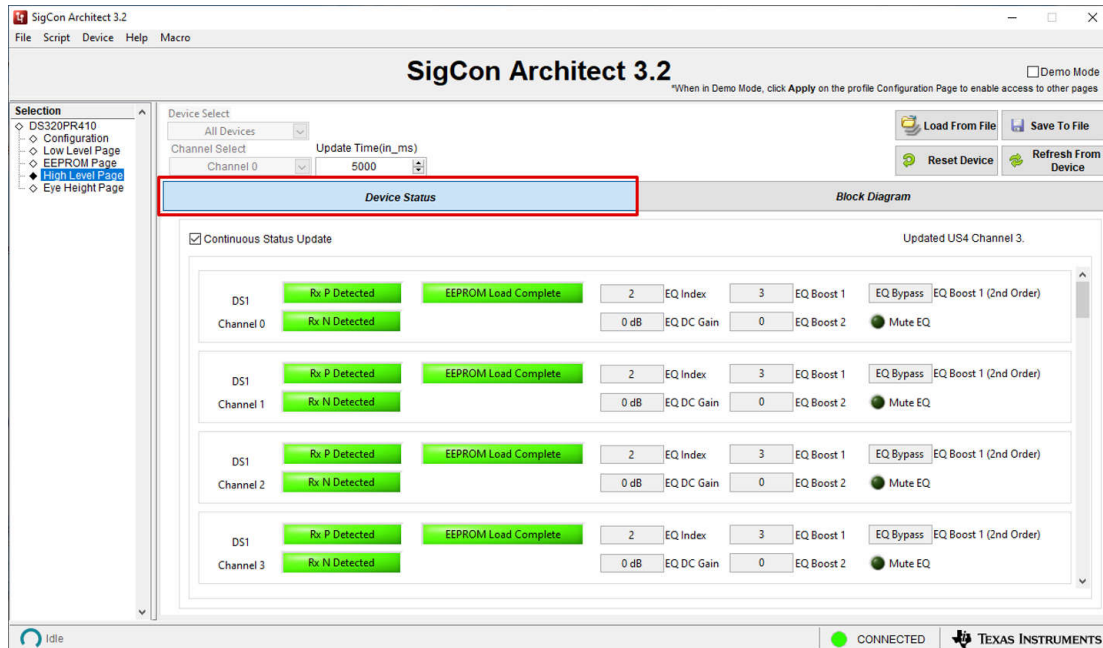 SigCon Architect 3.2
File Script Device Help Macro
SigCon Architect 3.2
Demo Mode
*When in Demo Mode, click Apply on the profile Configuration Page to enable access to other pages
Selection
DS320PR410
Configuration
Low Level Page
EEPROM Page
High Level Page
Eye Height Page
Device Select
All Devices
Channel Select
Channel 0
Update Time(in_ms)
5000
Load From File
Save To File
Reset Device
Refresh From
Device
Device Status
Block Diagram
Continuous Status Update
Updated US4 Channel 3.
DS1
Channel 0
Rx P Detected
Rx N Detected
EEPROM Load Complete
2 EQ Index 3 EQ Boost 1 EQ Bypass EQ Boost 1 (2nd Order)
0 dB EQ DC Gain 0 EQ Boost 2 Mute EQ
DS1
Channel 1
Rx P Detected
Rx N Detected
EEPROM Load Complete
2 EQ Index 3 EQ Boost 1 EQ Bypass EQ Boost 1 (2nd Order)
0 dB EQ DC Gain 0 EQ Boost 2 Mute EQ
DS1
Channel 2
Rx P Detected
Rx N Detected
EEPROM Load Complete
2 EQ Index 3 EQ Boost 1 EQ Bypass EQ Boost 1 (2nd Order)
0 dB EQ DC Gain 0 EQ Boost 2 Mute EQ
DS1
Channel 3
Rx P Detected
Rx N Detected
EEPROM Load Complete
2 EQ Index 3 EQ Boost 1 EQ Bypass EQ Boost 1 (2nd Order)
0 dB EQ DC Gain 0 EQ Boost 2 Mute EQ
Idle
CONNECTED
TEXAS INSTRUMENTS